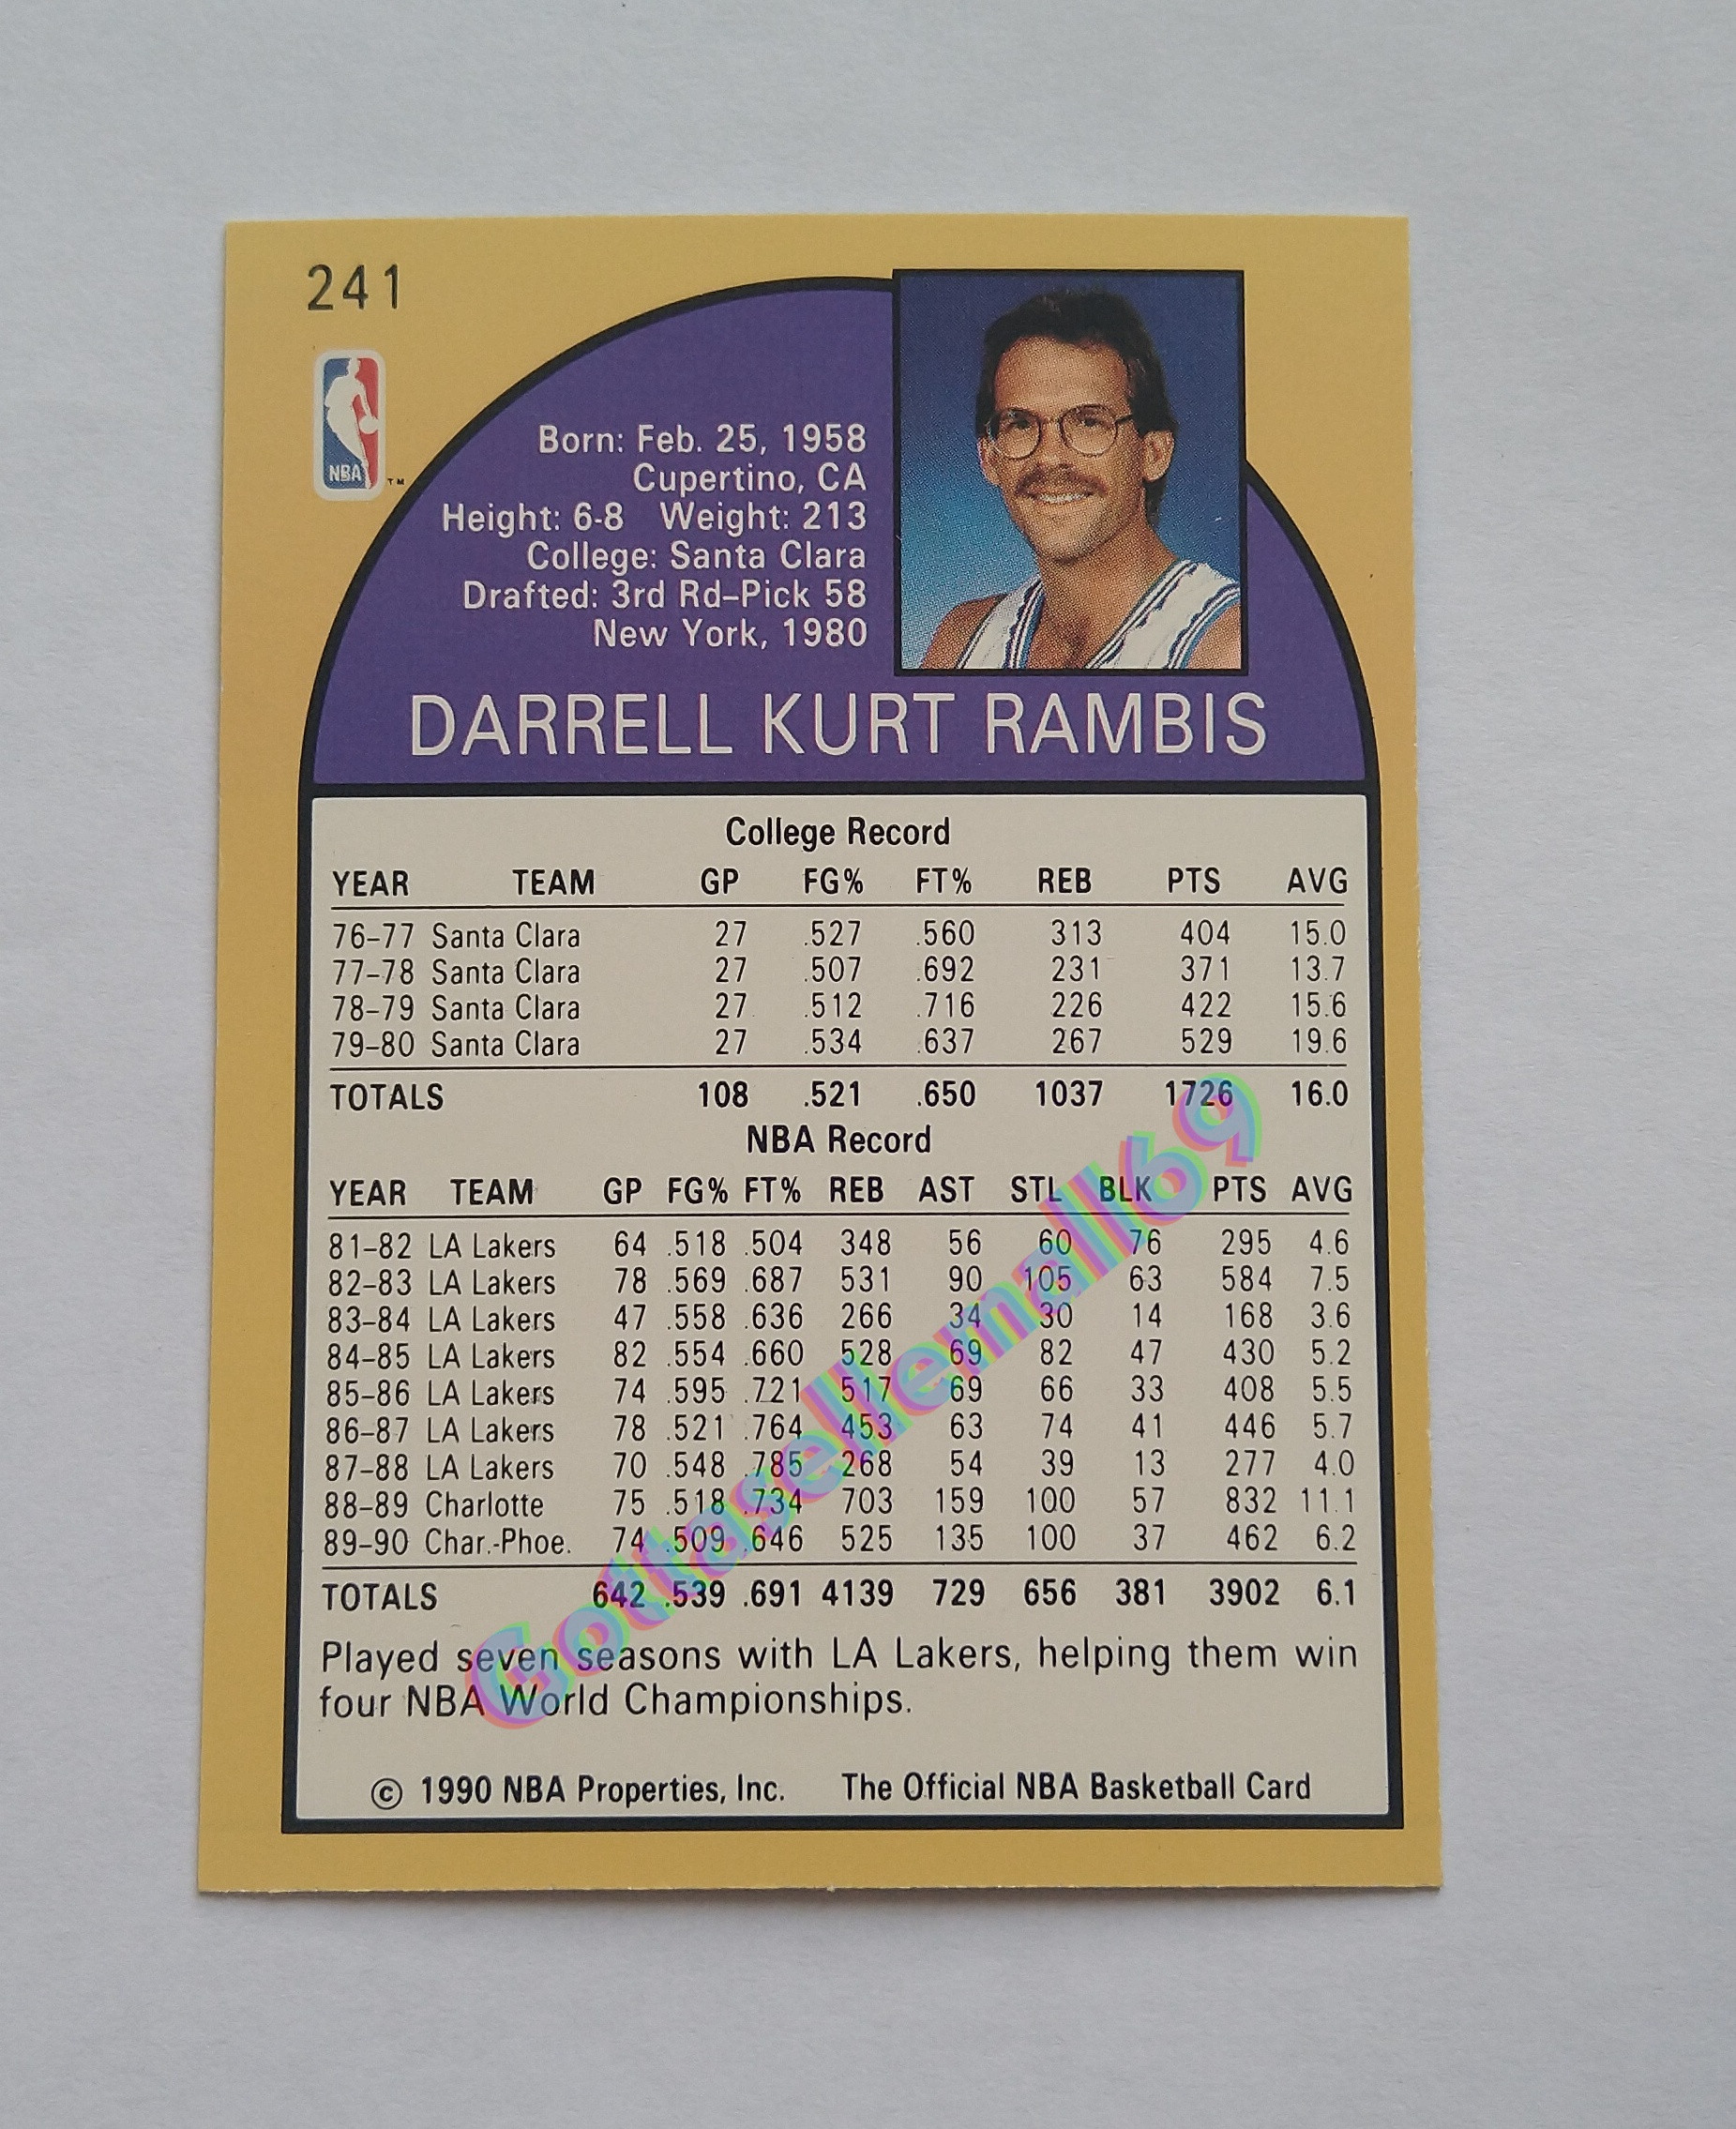 241
NBA
TM
Born: Feb. 25, 1958
Cupertino, CA
Height: 6-8 Weight: 213
College: Santa Clara
Drafted: 3rd Rd–Pick 58
New York, 1980
DARRELL KURT RAMBIS
College Record
YEAR TEAM GP FG% FT% REB PTS AVG
76–77 Santa Clara 27 .527 .560 313 404 15.0
77–78 Santa Clara 27 .507 .692 231 371 13.7
78–79 Santa Clara 27 .512 .716 226 422 15.6
79–80 Santa Clara 27 .534 .637 267 529 19.6
TOTALS 108 .521 .650 1037 1726 16.0
NBA Record
YEAR TEAM GP FG% FT% REB AST STL BLK PTS AVG
81–82 LA Lakers 64 .518 .504 348 56 60 76 295 4.6
82–83 LA Lakers 78 .569 .687 531 90 105 63 584 7.5
83–84 LA Lakers 47 .558 .636 266 34 30 14 168 3.6
84–85 LA Lakers 82 .554 .660 528 69 82 47 430 5.2
85–86 LA Lakers 74 .595 .721 517 69 66 33 408 5.5
86–87 LA Lakers 78 .521 .764 453 63 74 41 446 5.7
87–88 LA Lakers 70 .548 .785 268 54 39 13 277 4.0
88–89 Charlotte 75 .518 .734 703 159 100 57 832 11.1
89–90 Char.-Phoe. 74 .509 .646 525 135 100 37 462 6.2
TOTALS 642 .539 .691 4139 729 656 381 3902 6.1
Played seven seasons with LA Lakers, helping them win
four NBA World Championships.
© 1990 NBA Properties, Inc. The Official NBA Basketball Card
Gottasellemall69